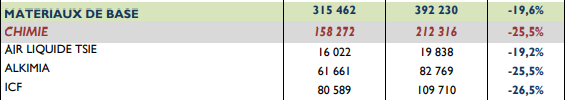 MATERIAUX DE BASE 315 462 392 230 -19,6%
CHIMIE 158 272 212 316 -25,5%
AIR LIQUIDE TSIE 16 022 19 838 -19,2%
ALKIMIA 61 661 82 769 -25,5%
ICF 80 589 109 710 -26,5%